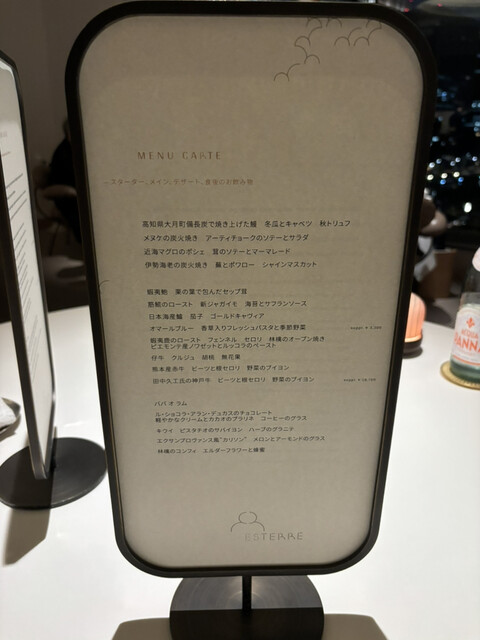 MENU CARTE
スターター、メイン、デザート、食後のお飲み物
高知県大月町備長炭で焼き上げた鰻 冬瓜とキャベツ 秋トリュフ
メヌケの炭火焼き アーティチョークのソテーとサラダ
近海マグロのポシェ 茸のソテーとマーマレード
伊勢海老の炭火焼き 蕪とポワロー シャインマスカット
蝦夷鮑 栗の葉で包んだセップ茸
筋鮨のロースト 新ジャガイモ 海苔とサフランソース
日本海産 茄子 ゴールドキャヴィア
オマールブルー 香草入りフレッシュパスタと季節野菜
蝦夷鹿のロースト フェンネル セロリ 林檎のオーブン焼き
ピエモンテ産ノワゼットとルッコラのペースト
仔牛 クルジュ 胡桃 無花果
熊本産赤牛 ビーツと根セロリ 野菜のブイヨン
田中久工氏の神戸牛 ビーツと根セロリ 野菜のブイヨン
ババ オ ラム
ル・ショコラ・アラン・デュカスのチョコレート
軽やかなクリームとカカオのプラリネ コーヒーのグラス
キウイ ピスタチオのサバイヨン ハーブのグラニテ
エクサンプロヴァンス風"カリソン" メロンとアーモンドのグラス
林檎のコンフィ エルダーフラワーと蜂蜜
ESTERRE
PANNA